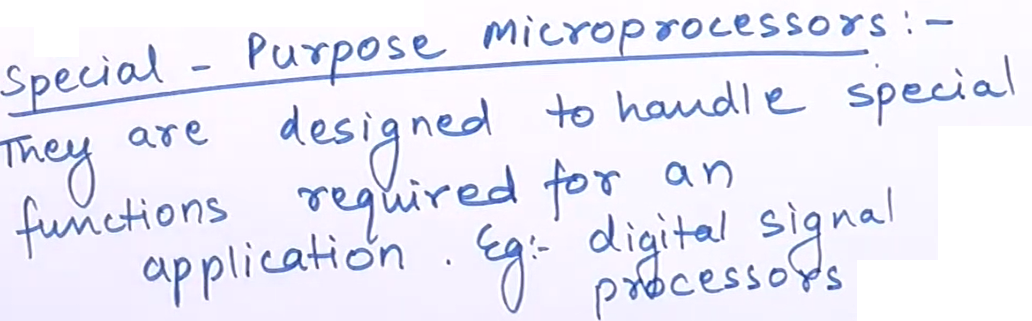 Special - Purpose Microprocessors :-
They are designed to handle special
functions required for an
application. Eg:- digital signal
processors